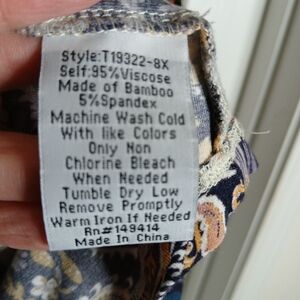 Style:T19322-8X
Self:95%Viscose
Made of Bamboo
5%Spandex
Machine Wash Cold
With like Colors
Only Non
Chlorine Bleach
When Needed
Tumble Dry Low
Remove Promptly
Warm Iron If Needed
Rn#149414
Made In China